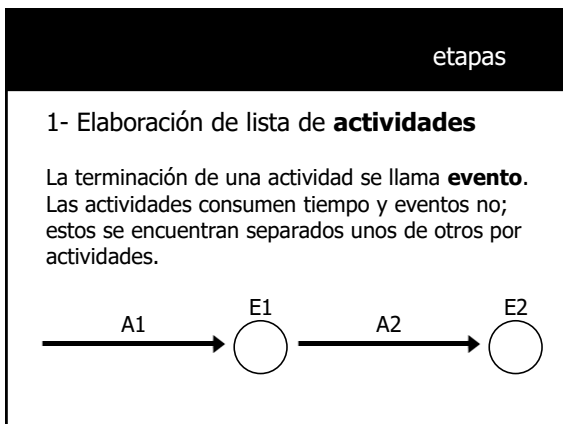 etapas
1- Elaboración de lista de actividades
La terminación de una actividad se llama evento.
Las actividades consumen tiempo y eventos no;
estos se encuentran separados unos de otros por
actividades.
A1 E1 A2 E2